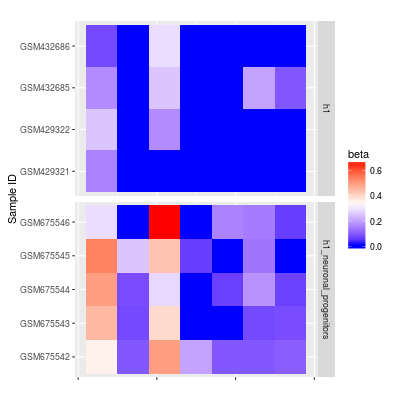 GSM432686
GSM432685
GSM429322
GSM429321
h1
GSM675546
GSM675545
GSM675544
GSM675543
GSM675542
h1_neuronal_progenitors
Sample ID
beta
0.6
0.4
0.2
0.0